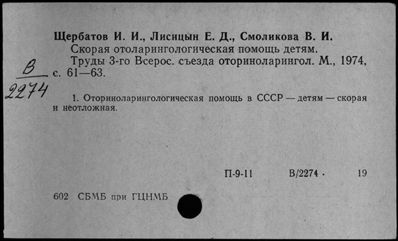 Щербатов И. И., Лисицын Е. Д., Смоликова В. И.
Скорая отоларингологическая помощь детям.
Труды 3-го Всерос. съезда оториноларингол. М., 1974,
с. 61—63.
В/2274
1. Оториноларингологическая помощь в СССР — детям — скорая
и неотложная.
П-9-11 В/2274 · 19
602 СБМБ при ГЦНМБ